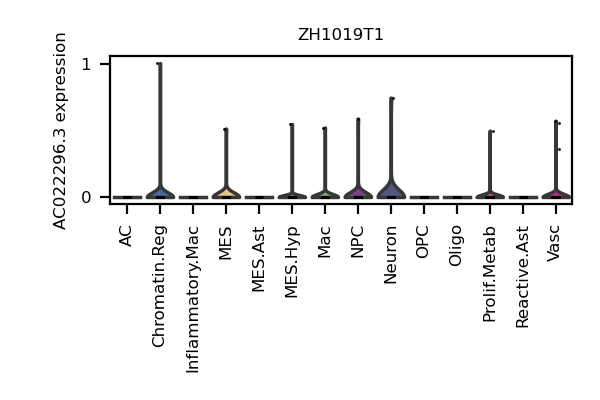 ZH1019T1
AC022296.3 expression
1
0
AC
Chromatin.Reg
Inflammatory.Mac
MES
MES.Ast
MES.Hyp
Mac
NPC
Neuron
OPC
Oligo
Prolif.Metab
Reactive.Ast
Vasc